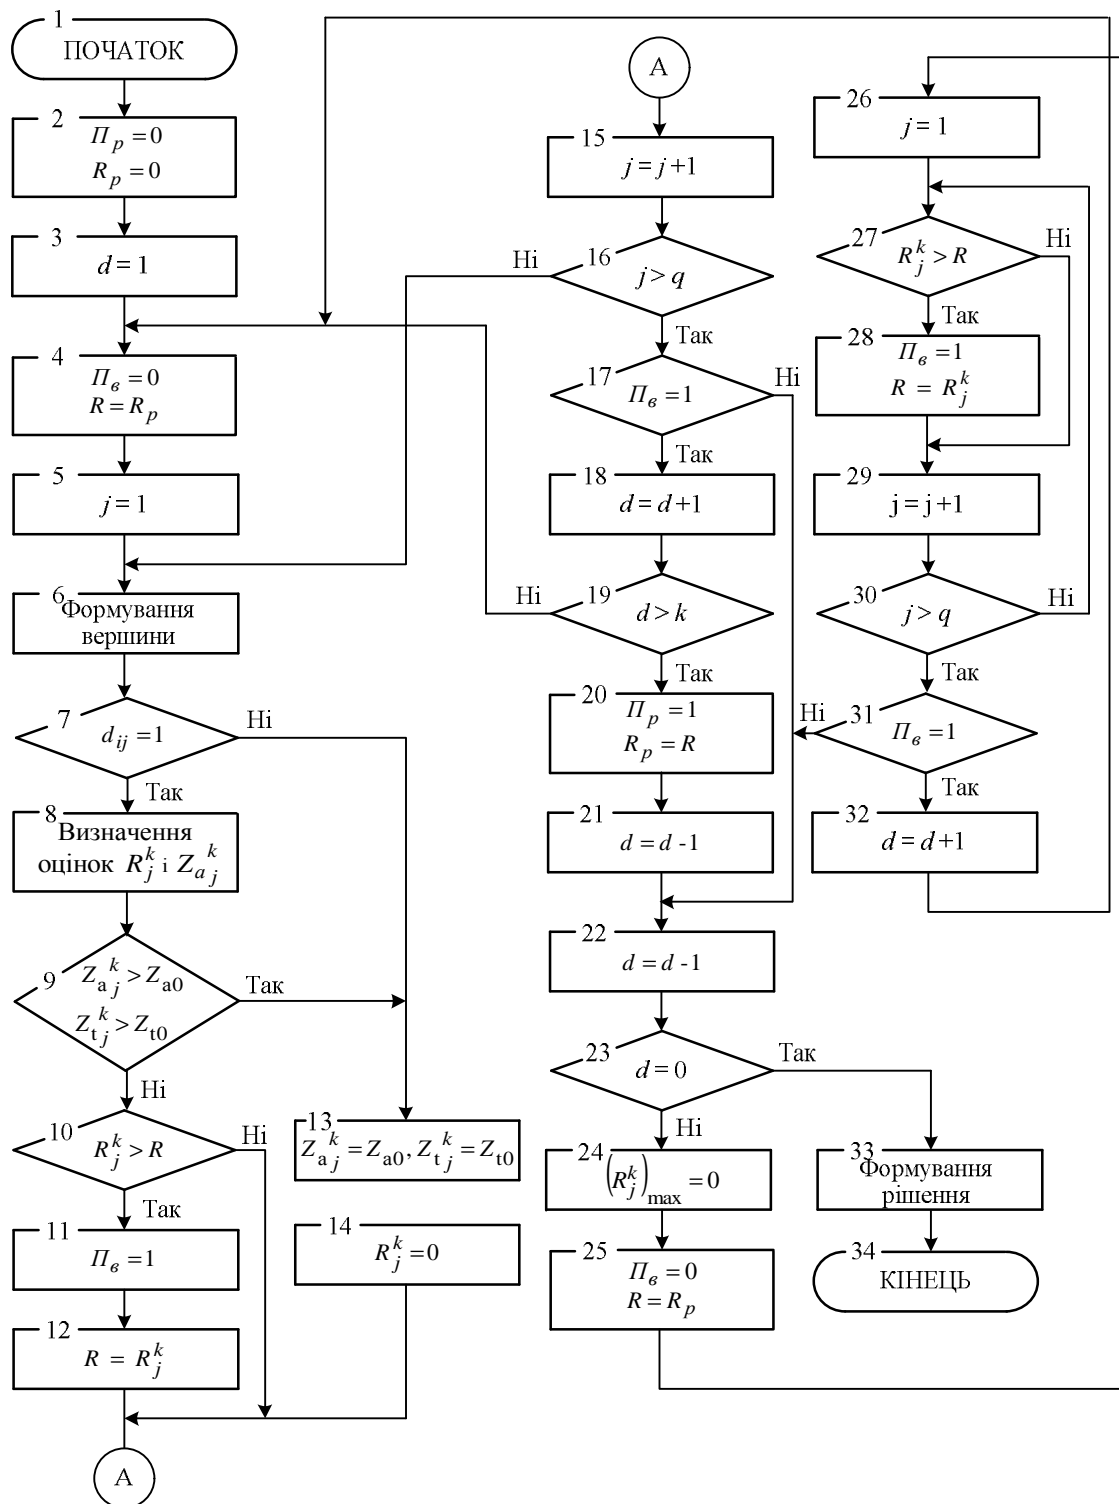 1
ПОЧАТОК
2
П_р = 0
R_p = 0
3
d = 1
4
П_в = 0
R = R_p
5
j = 1
6
Формування
вершини
7
d_ij = 1
Ні
Так
8
Визначення
оцінок R_j^k і Z_a_j^k
9
Z_a_j^k > Z_a0
Z_t_j^k > Z_t0
Так
Ні
10
R_j^k > R
Ні
Так
11
П_в = 1
12
R = R_j^k
A
13
Z_a_j^k = Z_a0, Z_t_j^k = Z_t0
14
R_j^k = 0
A
15
j = j + 1
16
j > q
Ні
Так
17
П_в = 1
Ні
Так
18
d = d + 1
19
d > k
Ні
Так
20
П_р = 1
R_p = R
21
d = d - 1
22
d = d - 1
23
d = 0
Так
Ні
24
(R_j^k)_max = 0
25
П_в = 0
R = R_p
26
j = 1
27
R_j^k > R
Ні
Так
28
П_в = 1
R = R_j^k
29
j = j + 1
30
j > q
Ні
Так
31
П_в = 1
Ні
Так
32
d = d + 1
33
Формування
рішення
34
КІНЕЦЬ